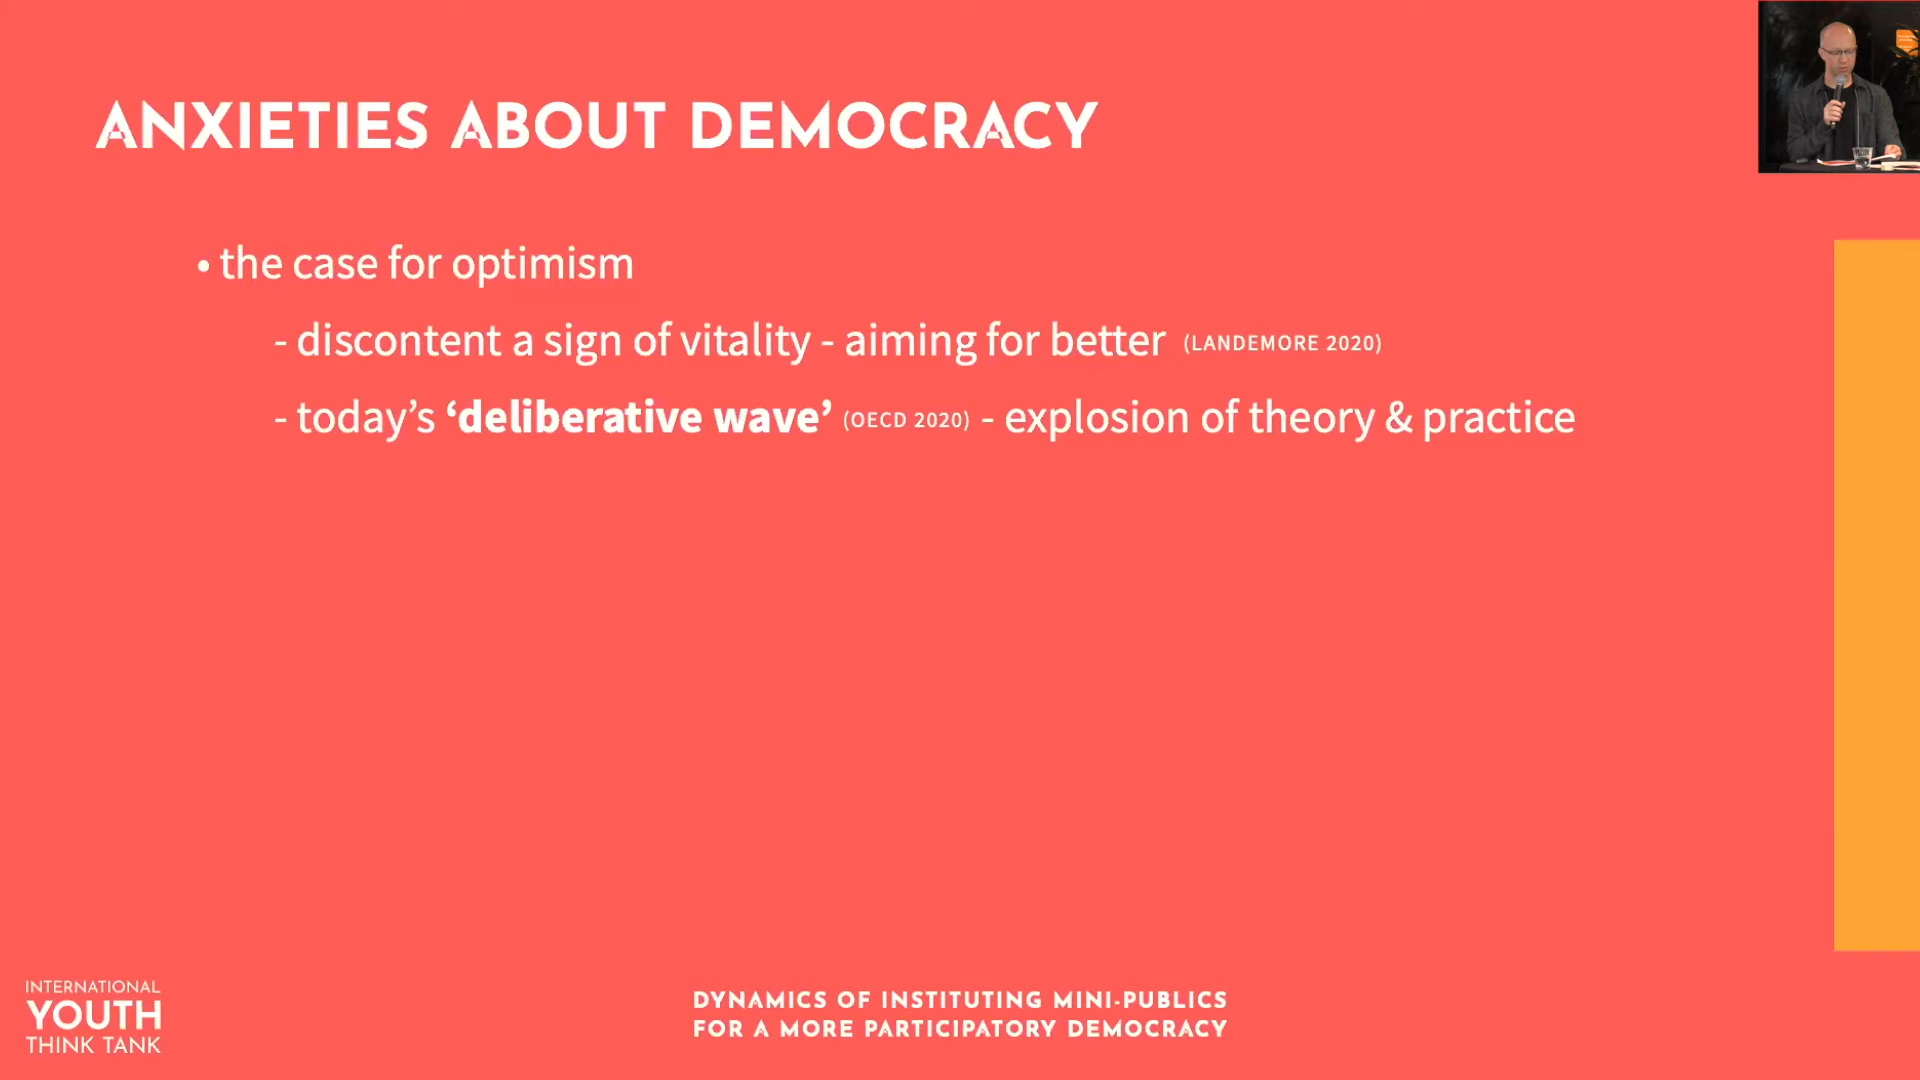 ANXIETIES ABOUT DEMOCRACY
• the case for optimism
- discontent a sign of vitality - aiming for better (LANDEMORE 2020)
- today’s ‘deliberative wave’ (OECD 2020) - explosion of theory & practice
INTERNATIONAL
YOUTH
THINK TANK
DYNAMICS OF INSTITUTING MINI-PUBLICS
FOR A MORE PARTICIPATORY DEMOCRACY